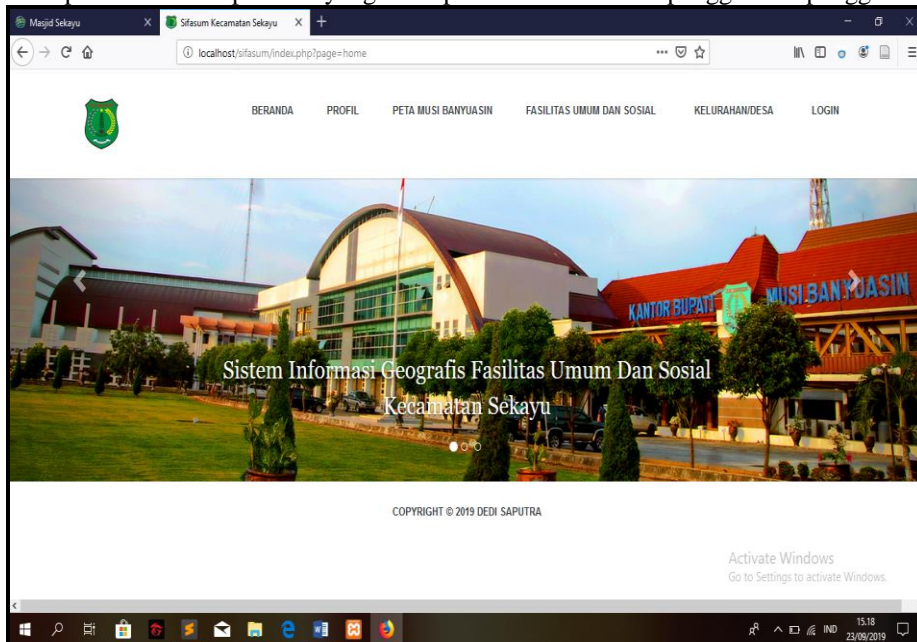 Masjid Sekayu
Sifasum Kecamatan Sekayu
localhost/sifasum/index.php?page=home
BERANDA PROFIL PETA MUSI BANYUASIN FASILITAS UMUM DAN SOSIAL KELURAHAN/DESA LOGIN
KANTOR BUPATI MUSI BANYUASIN
Sistem Informasi Geografis Fasilitas Umum Dan Sosial
Kecamatan Sekayu
COPYRIGHT © 2019 DEDI SAPUTRA
Activate Windows
Go to Settings to activate Windows.
IND
15.18
23/09/2019